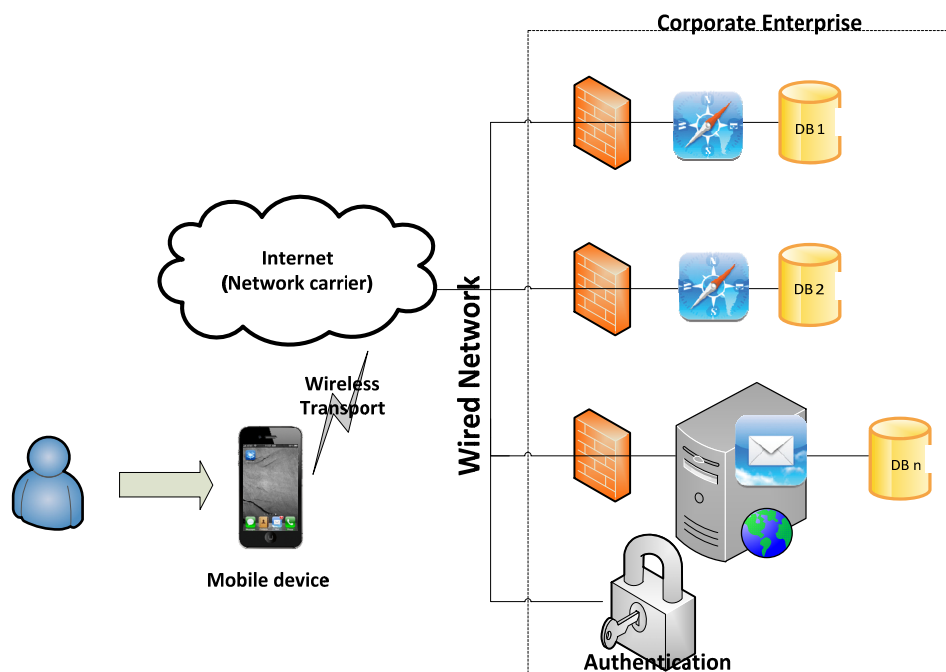 Corporate Enterprise
DB 1
Internet
(Network carrier)
DB 2
Wired Network
Wireless
Transport
DB n
Mobile device
Authentication